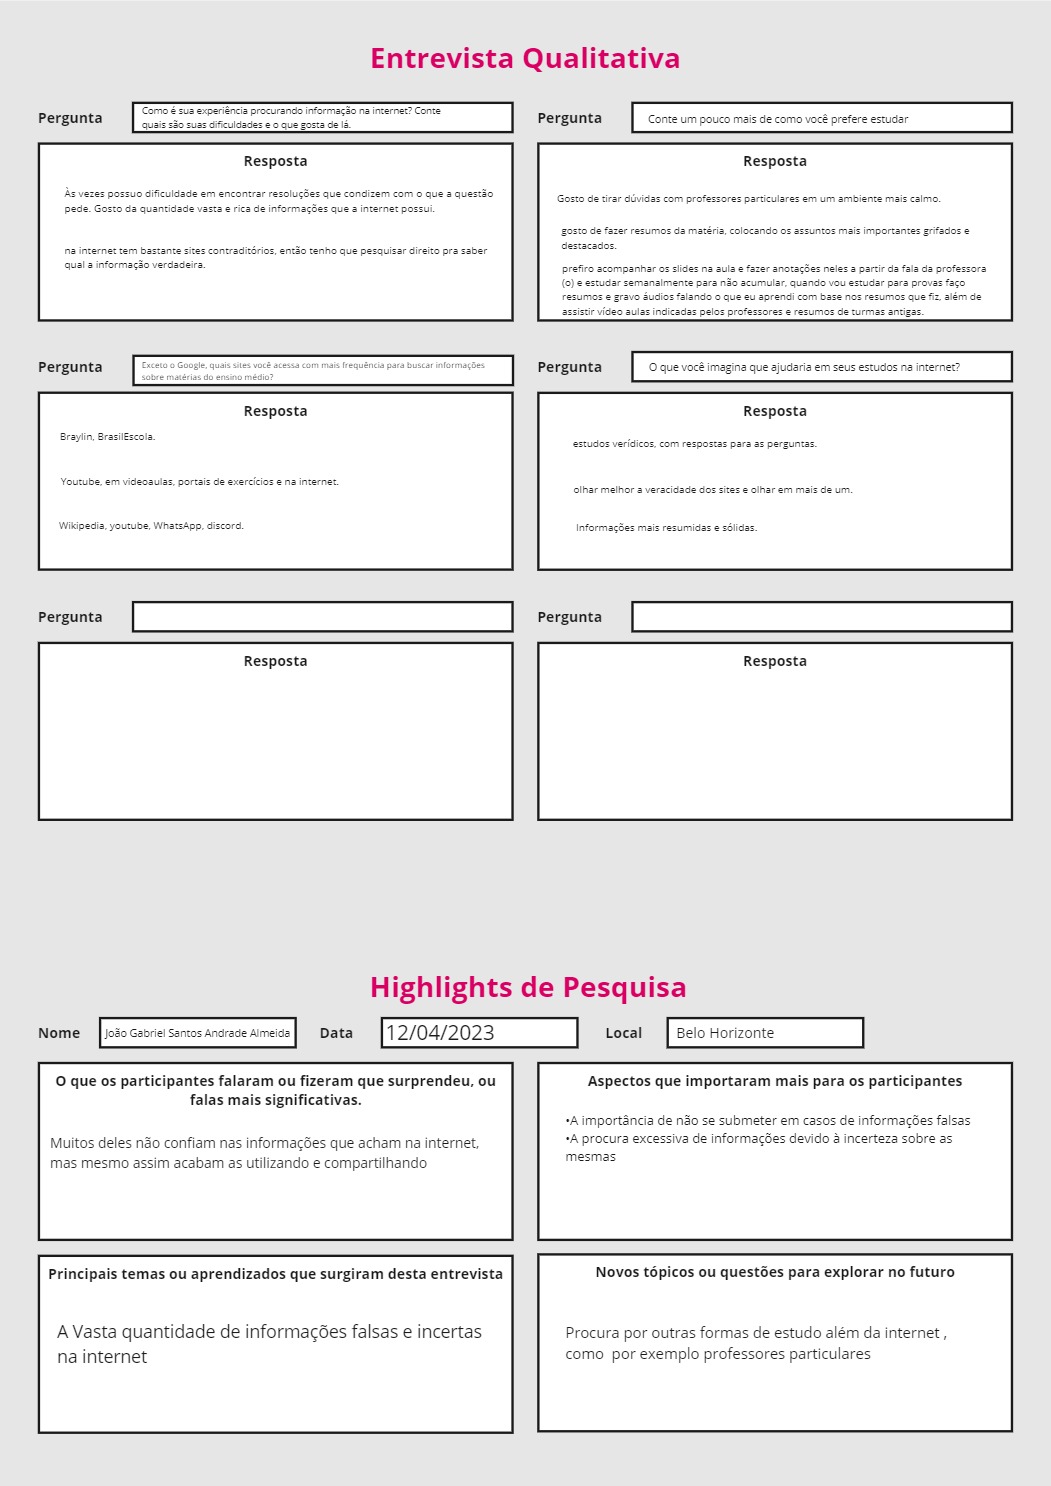 Entrevista Qualitativa
Pergunta
Como é sua experiência procurando informação na internet? Conte
quais são suas dificuldades e o que gosta de lá.
Resposta
Às vezes possuo dificuldade em encontrar resoluções que condizem com o que a questão
pede. Gosto da quantidade vasta e rica de informações que a internet possui.
na internet tem bastante sites contraditórios, então tenho que pesquisar direito pra saber
qual a informação verdadeira.
Pergunta
Conte um pouco mais de como você prefere estudar
Resposta
Gosto de tirar dúvidas com professores particulares em um ambiente mais calmo.
gosto de fazer resumos da matéria, colocando os assuntos mais importantes grifados e
destacados.
prefiro acompanhar os slides na aula e fazer anotações neles a partir da fala da professora
(o) e estudar semanalmente para não acumular, quando vou estudar para provas faço
resumos e gravo áudios falando o que eu aprendi com base nos resumos que fiz, além de
assistir vídeo aulas indicadas pelos professores e resumos de turmas antigas.
Pergunta
Exceto o Google, quais sites você acessa com mais frequência para buscar informações
sobre matérias do ensino médio?
Resposta
Braylin, BrasilEscola.
Youtube, em videoaulas, portais de exercícios e na internet.
Wikipedia, youtube, WhatsApp, discord.
Pergunta
O que você imagina que ajudaria em seus estudos na internet?
Resposta
estudos verídicos, com respostas para as perguntas.
olhar melhor a veracidade dos sites e olhar em mais de um.
Informações mais resumidas e sólidas.
Pergunta
Resposta
Pergunta
Resposta
Highlights de Pesquisa
Nome
João Gabriel Santos Andrade Almeida
Data
12/04/2023
Local
Belo Horizonte
O que os participantes falaram ou fizeram que surpreendeu, ou
falas mais significativas.
Muitos deles não confiam nas informações que acham na internet,
mas mesmo assim acabam as utilizando e compartilhando
Aspectos que importaram mais para os participantes
•A importância de não se submeter em casos de informações falsas
•A procura excessiva de informações devido à incerteza sobre as
mesmas
Principais temas ou aprendizados que surgiram desta entrevista
A Vasta quantidade de informações falsas e incertas
na internet
Novos tópicos ou questões para explorar no futuro
Procura por outras formas de estudo além da internet ,
como  por exemplo professores particulares